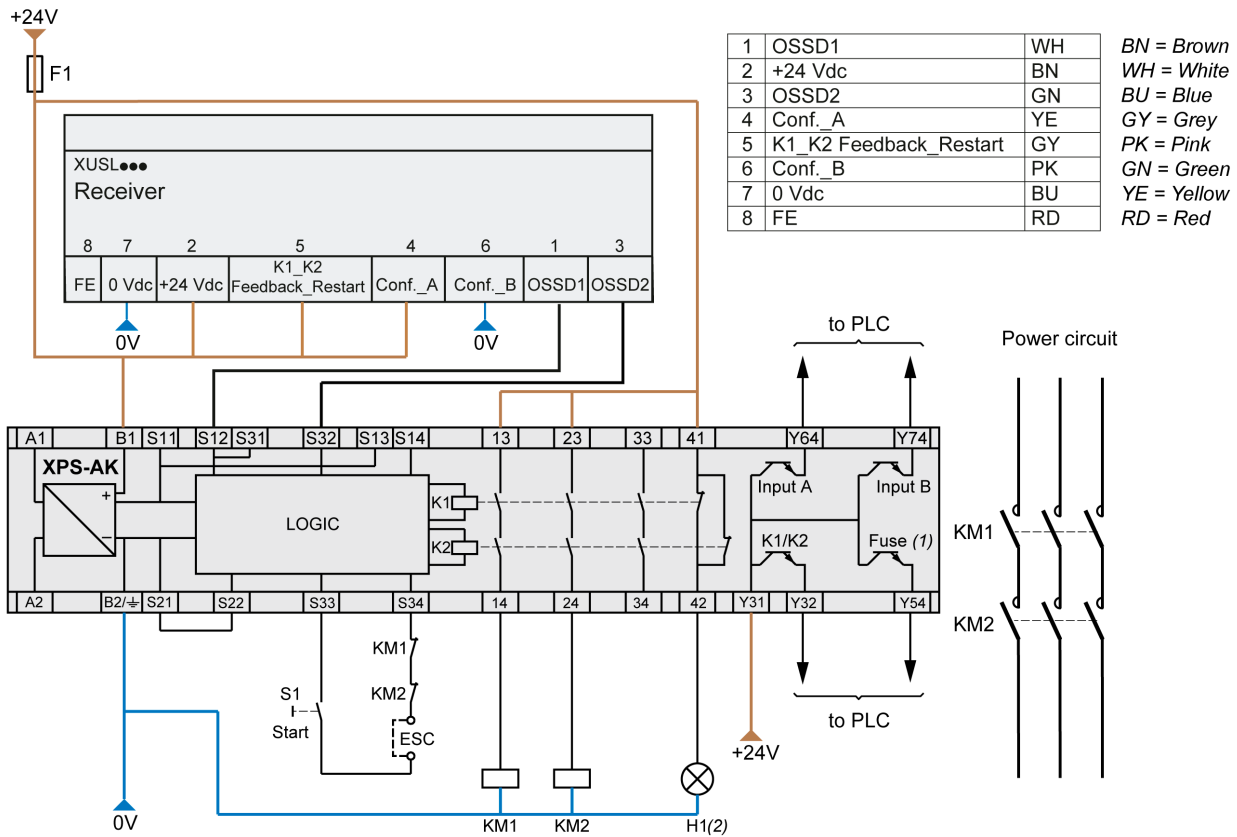 +24V
F1
1 OSSD1 WH
2 +24 Vdc BN
3 OSSD2 GN
4 Conf._A YE
5 K1_K2 Feedback_Restart GY
6 Conf._B PK
7 0 Vdc BU
8 FE RD
BN = Brown
WH = White
BU = Blue
GY = Grey
PK = Pink
GN = Green
YE = Yellow
RD = Red
XUSL●●●
Receiver
8 7 2 5 4 6 1 3
FE 0 Vdc +24 Vdc K1_K2 Feedback_Restart Conf._A Conf._B OSSD1 OSSD2
0V
0V
to PLC
Power circuit
A1 B1 S11 S12 S31 S32 S13 S14 13 23 33 41 Y64 Y74
XPS-AK
+
−
LOGIC
K1
K2
Input A
Input B
K1/K2
Fuse (1)
A2 B2/⏚ S21 S22 S33 S34 14 24 34 42 Y31 Y32 Y54
KM1
KM2
KM1
KM2
S1
Start
ESC
to PLC
+24V
0V
KM1
KM2
H1(2)